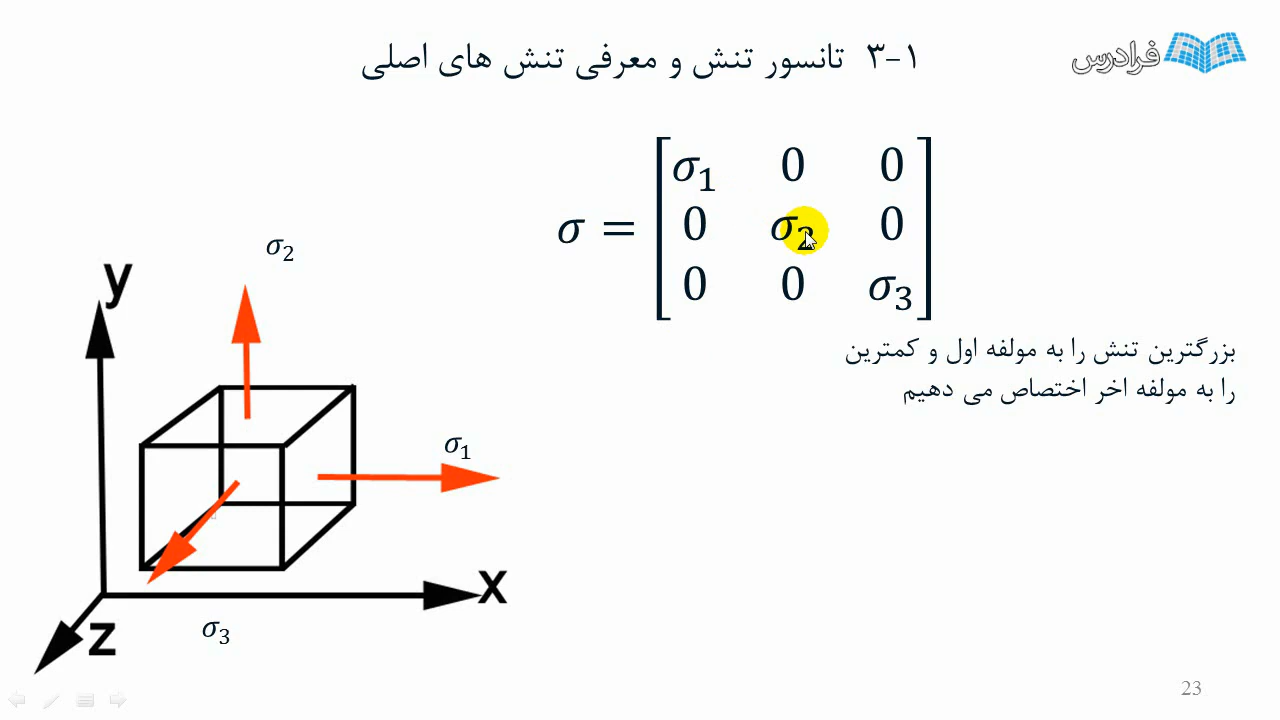 فرادرس
۳-۱ تانسور تنش و معرفی تنش های اصلی
σ = [σ₁ 0 0
0 σ₂ 0
0 0 σ₃]
بزرگترین تنش را به مولفه اول و کمترین
را به مولفه اخر اختصاص می دهیم
σ₂
y
σ₁
x
z
σ₃
23